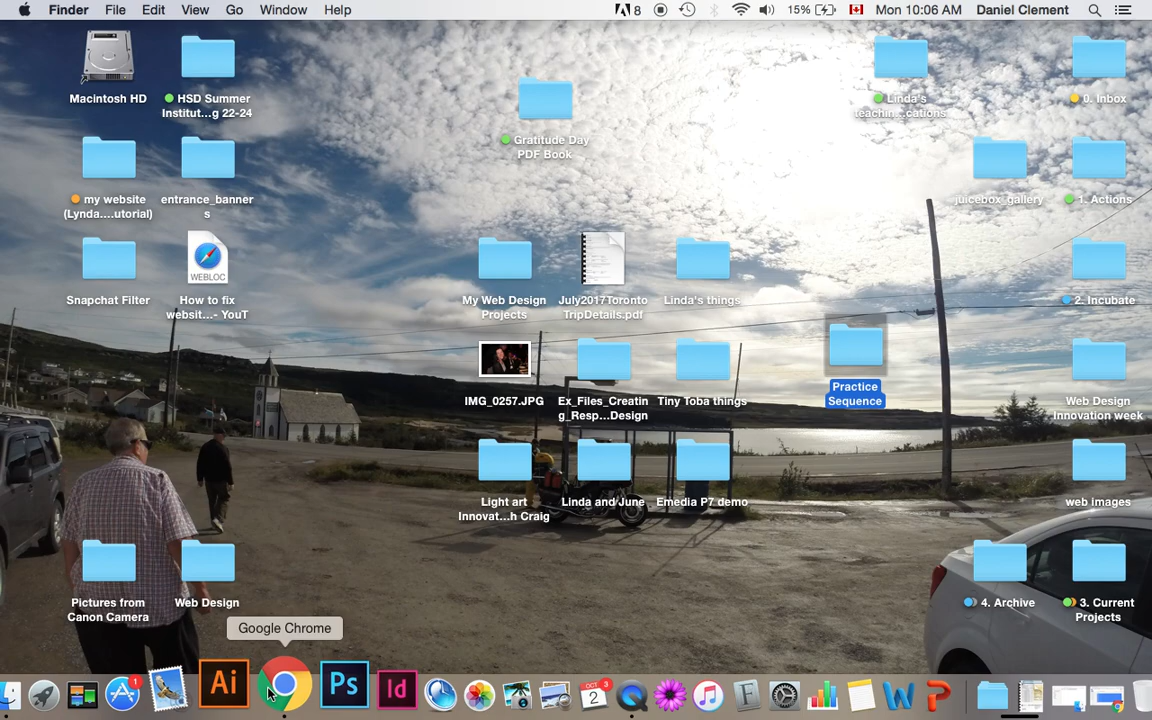 Finder File Edit View Go Window Help 8 15% Mon 10:06 AM Daniel Clement
Macintosh HD
HSD Summer
Institut...g 22-24
Gratitude Day
PDF Book
Linda's
teachin...cations
0. Inbox
my website
(Lynda....utorial)
entrance_banner
s
juicebox_gallery
1. Actions
WEBLOC
Snapchat Filter
How to fix
websit...- YouT
My Web Design
Projects
July2017Toronto
TripDetails.pdf
Linda's things
2. Incubate
IMG_0257.JPG
Ex_Files_Creatin
g_Resp...Design
Tiny Toba things
Practice
Sequence
Web Design
Innovation week
Light art
Innovat...h Craig
Linda and June
Emedia P7 demo
web images
Pictures from
Canon Camera
Web Design
4. Archive
3. Current
Projects
Google Chrome
1
Ai
Ps
Id
OCT
3
2